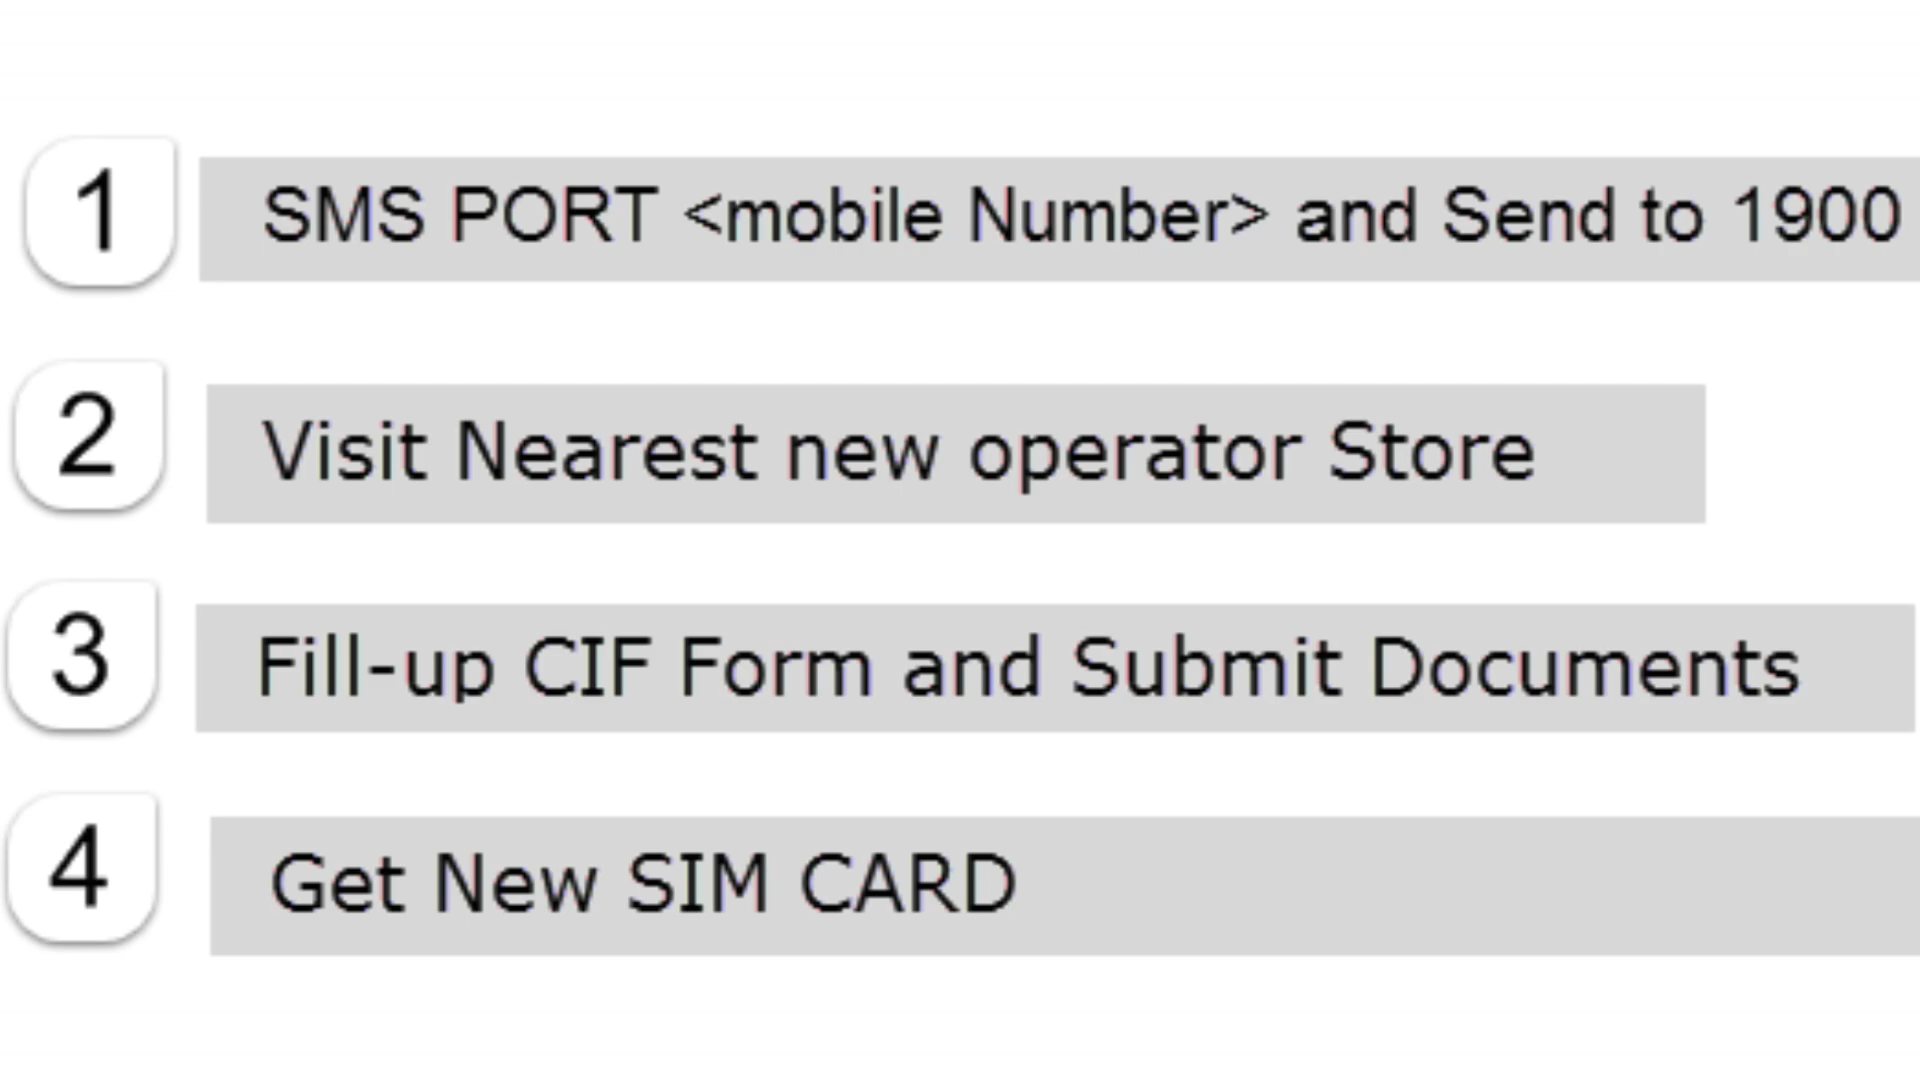 1 SMS PORT <mobile Number> and Send to 1900
2 Visit Nearest new operator Store
3 Fill-up CIF Form and Submit Documents
4 Get New SIM CARD